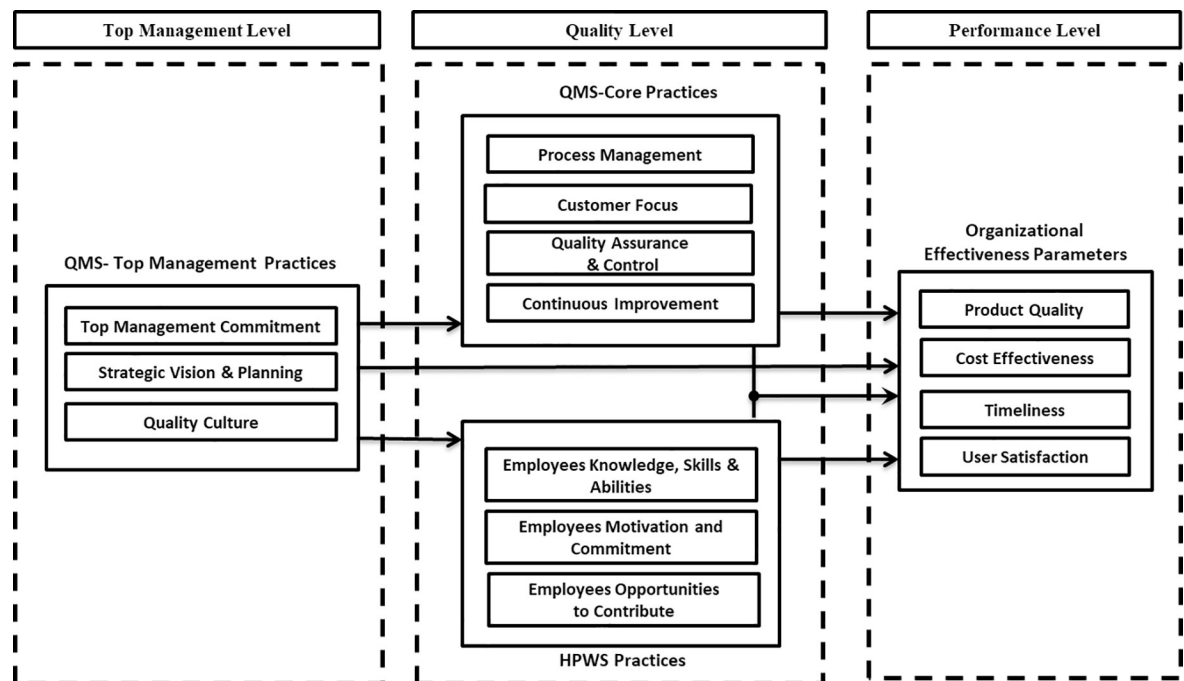 Top Management Level
Quality Level
Performance Level
QMS- Top Management Practices
Top Management Commitment
Strategic Vision & Planning
Quality Culture
QMS-Core Practices
Process Management
Customer Focus
Quality Assurance
& Control
Continuous Improvement
Employees Knowledge, Skills &
Abilities
Employees Motivation and
Commitment
Employees Opportunities
to Contribute
HPWS Practices
Organizational
Effectiveness Parameters
Product Quality
Cost Effectiveness
Timeliness
User Satisfaction